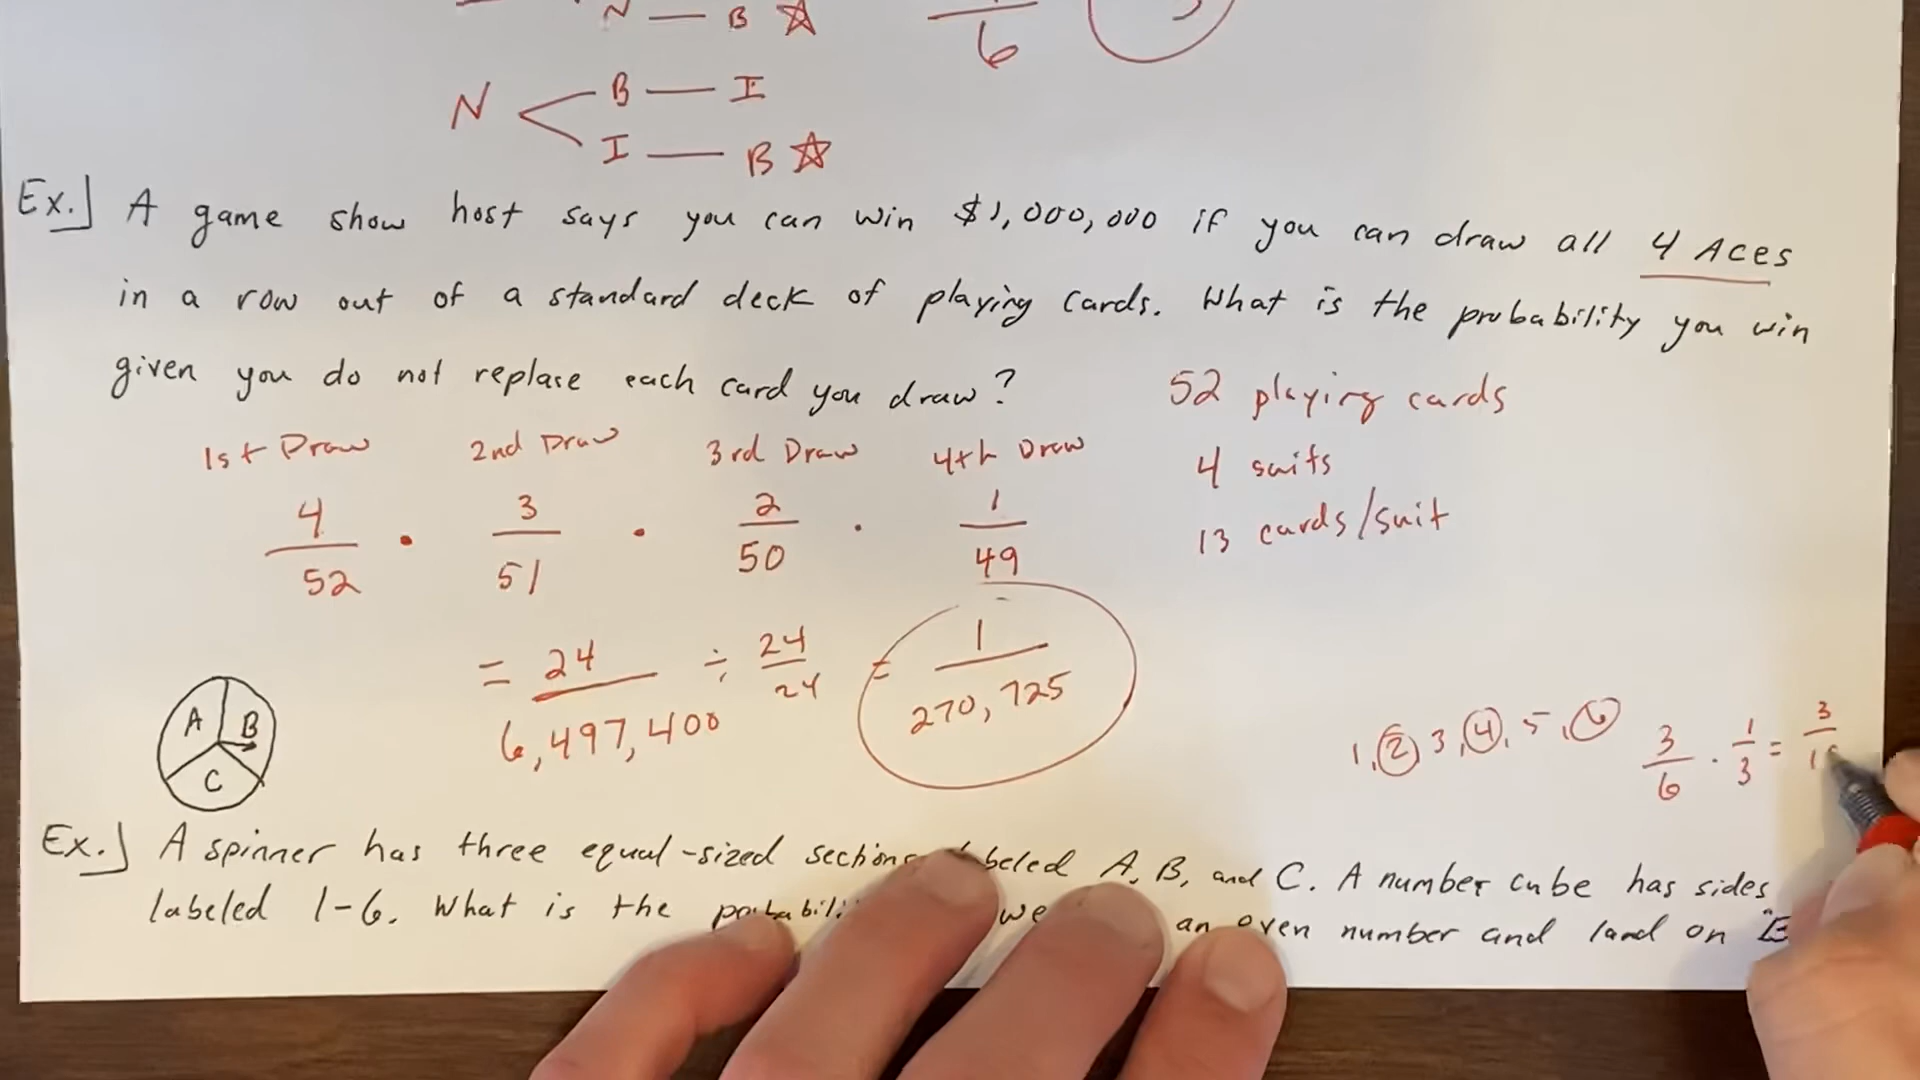 N — B ☆
6
N < B — I
I — B ☆
Ex.] A game show host says you can win $1,000,000 if you can draw all 4 Aces
in a row out of a standard deck of playing cards. What is the probability you win
given you do not replase each card you draw?
52 playing cards
4 suits
13 cards/suit
1st Draw 2nd Draw 3rd Draw 4th Draw
4/52 · 3/51 · 2/50 · 1/49
= 24/6,497,400 ÷ 24/24 = 1/270,725
A B C
1, 2 3, 4, 5, 6 3/6 · 1/3 = 3/
Ex.] A spinner has three equal-sized A, B, and C. A number cube has sides
labeled 1-6. What is the an even number and land on